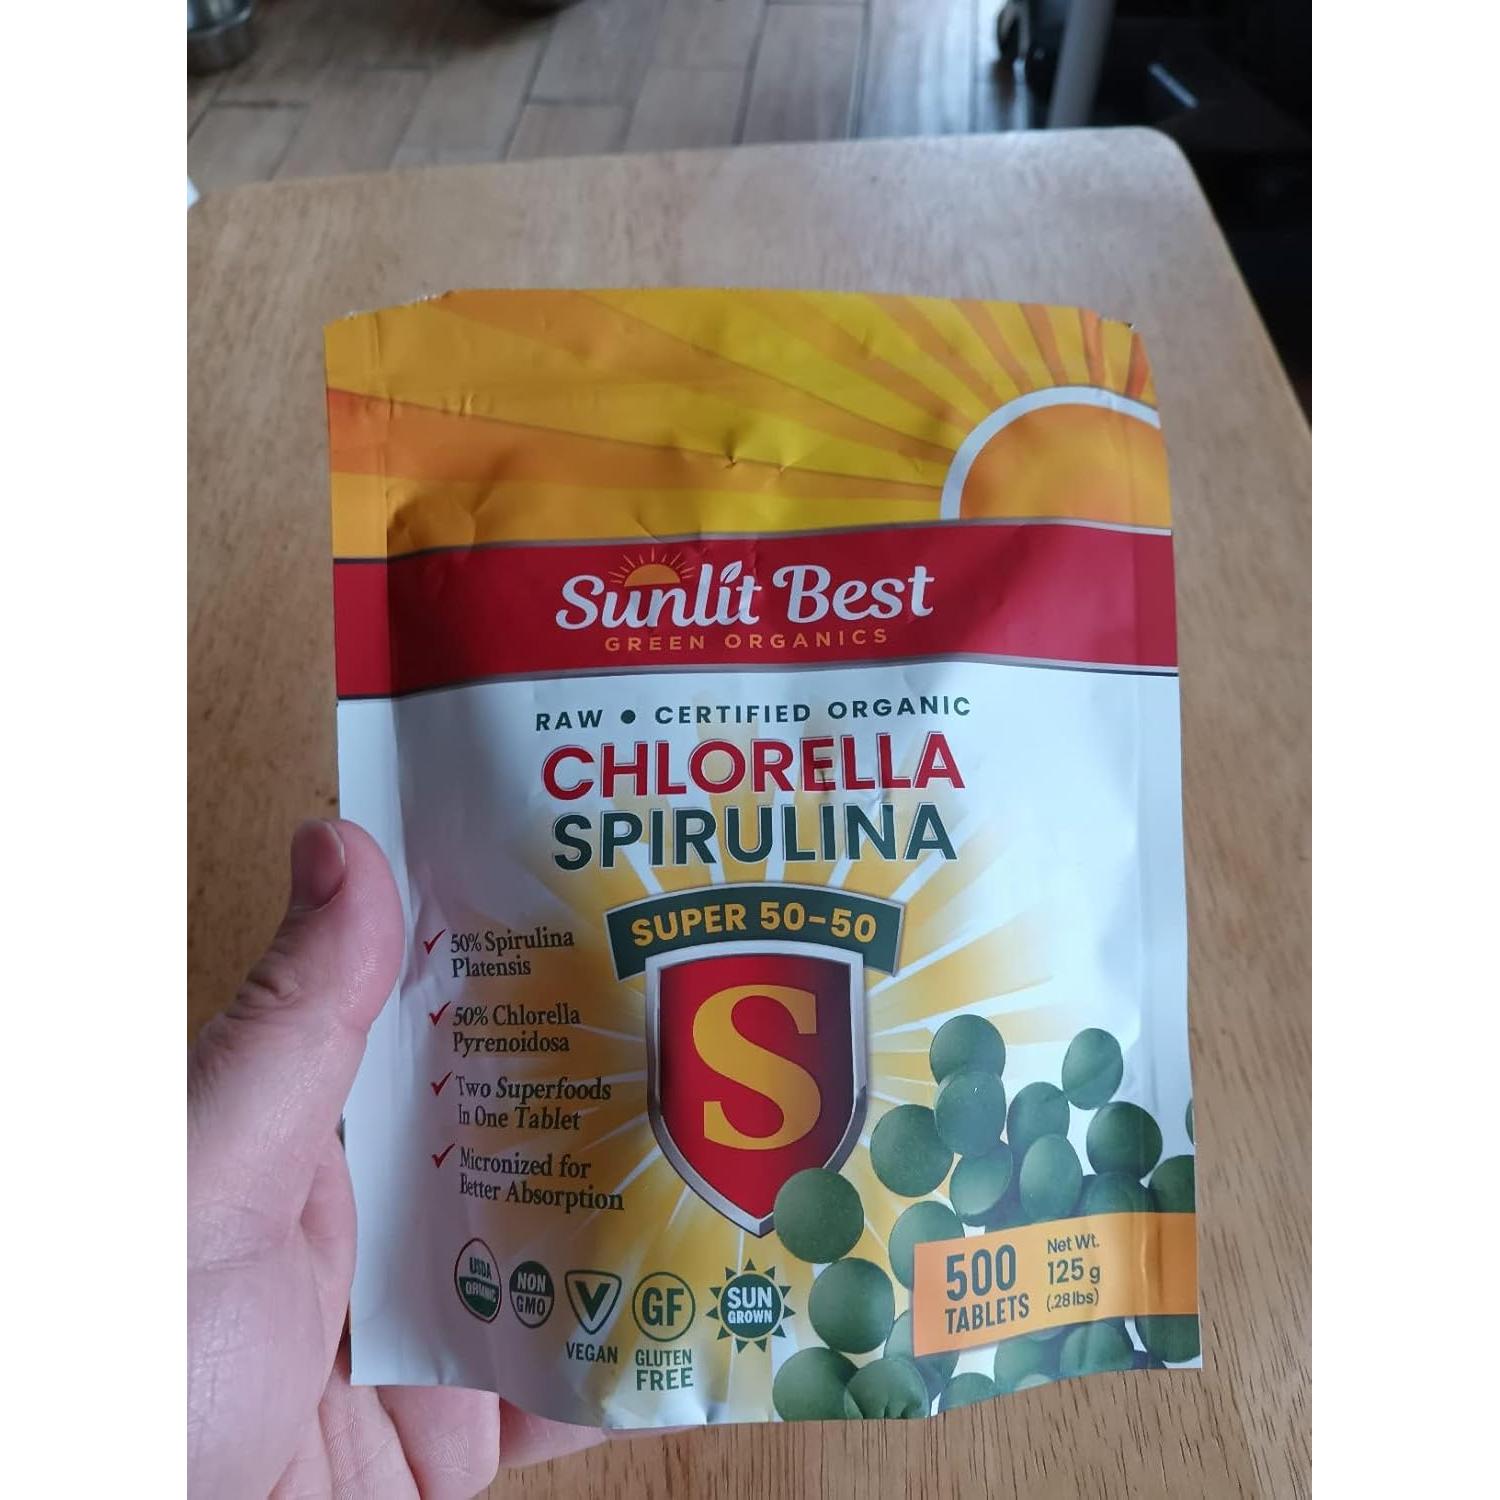 Sunlit Best
GREEN ORGANICS
RAW • CERTIFIED ORGANIC
CHLORELLA
SPIRULINA
SUPER 50-50
S
✓ 50% Spirulina
Platensis
✓ 50% Chlorella
Pyrenoidosa
✓ Two Superfoods
In One Tablet
✓ Micronized for
Better Absorption
USDA
ORGANIC
NON
GMO
V
VEGAN
GF
GLUTEN
FREE
SUN
GROWN
500
TABLETS
Net Wt.
125 g
(.28 lbs)